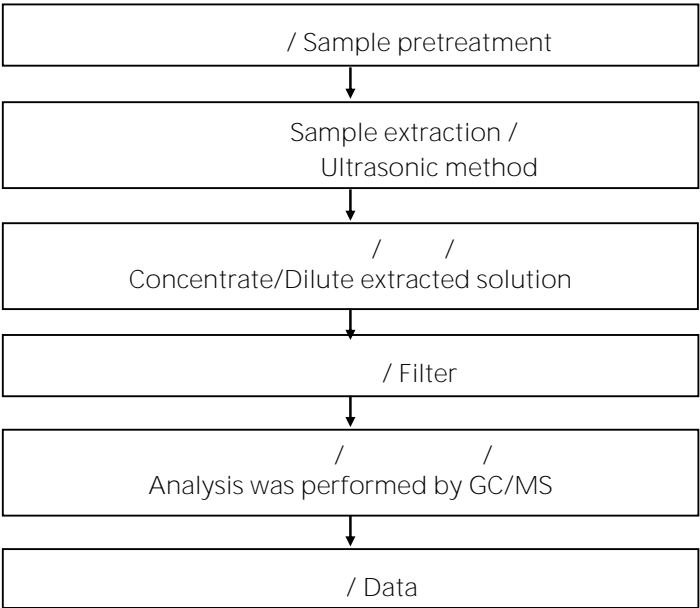 / Sample pretreatment
Sample extraction /
Ultrasonic method
/ /
Concentrate/Dilute extracted solution
/ Filter
/ /
Analysis was performed by GC/MS
/ Data